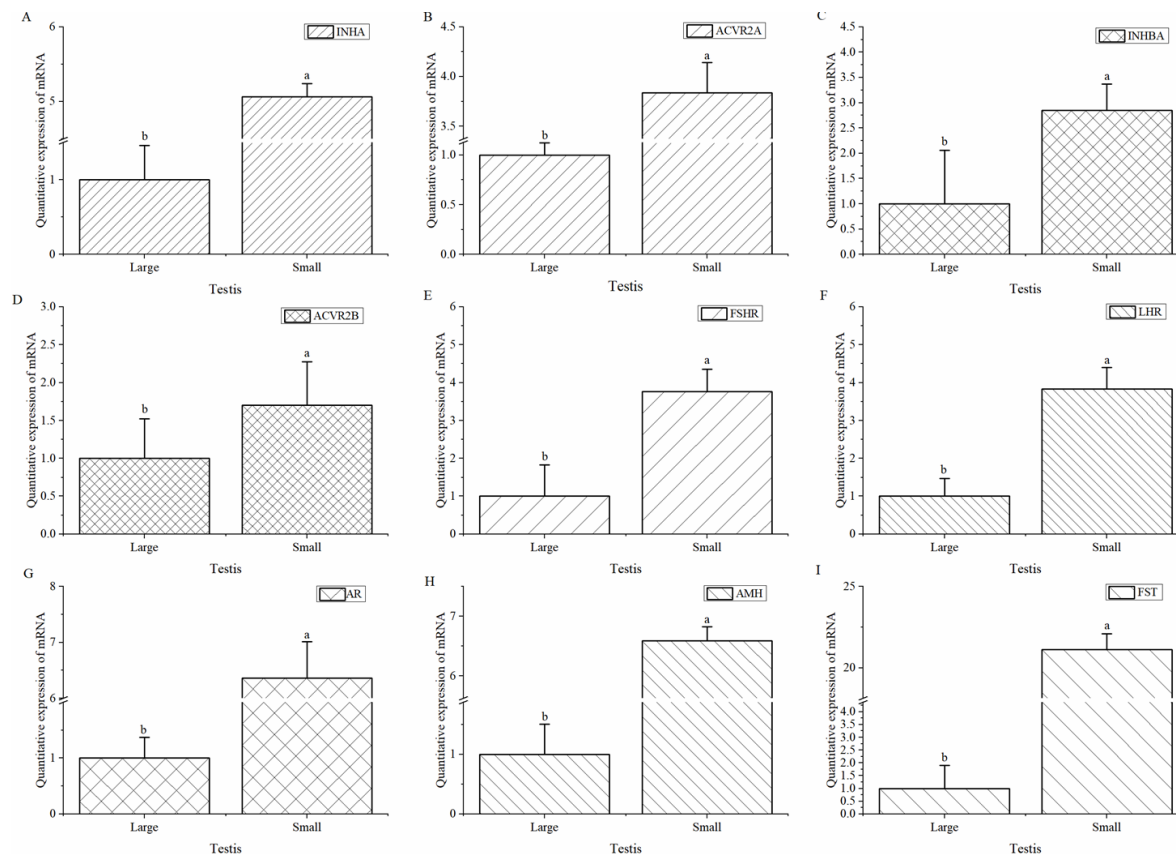 A
INHA
Quantitative expression of mRNA
6
5
1
0
b
a
Large
Small
Testis
B
ACVR2A
Quantitative expression of mRNA
4.5
4.0
3.5
1.0
0.5
0.0
b
a
Large
Small
Testis
C
INHBA
Quantitative expression of mRNA
4.5
4.0
3.5
3.0
2.5
2.0
1.5
1.0
0.5
0.0
b
a
Large
Small
Testis
D
ACVR2B
Quantitative expression of mRNA
3.0
2.5
2.0
1.5
1.0
0.5
0.0
b
a
Large
Small
Testis
E
FSHR
Quantitative expression of mRNA
6
5
4
3
2
1
0
b
a
Large
Small
Testis
F
LHR
Quantitative expression of mRNA
6
5
4
3
2
1
0
b
a
Large
Small
Testis
G
AR
Quantitative expression of mRNA
8
7
6
1
0
b
a
Large
Small
Testis
H
AMH
Quantitative expression of mRNA
7
6
1
0
b
a
Large
Small
Testis
I
FST
Quantitative expression of mRNA
25
20
4.0
3.5
3.0
2.5
2.0
1.5
1.0
0.5
0.0
b
a
Large
Small
Testis